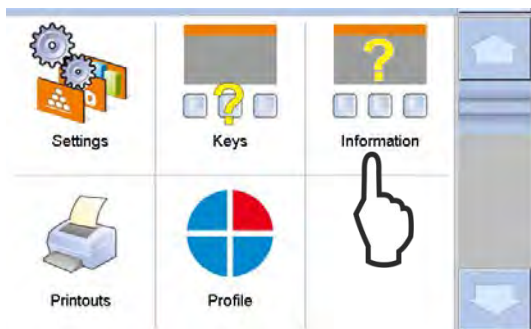 ?
?
Settings
Keys
Information
Printouts
Profile